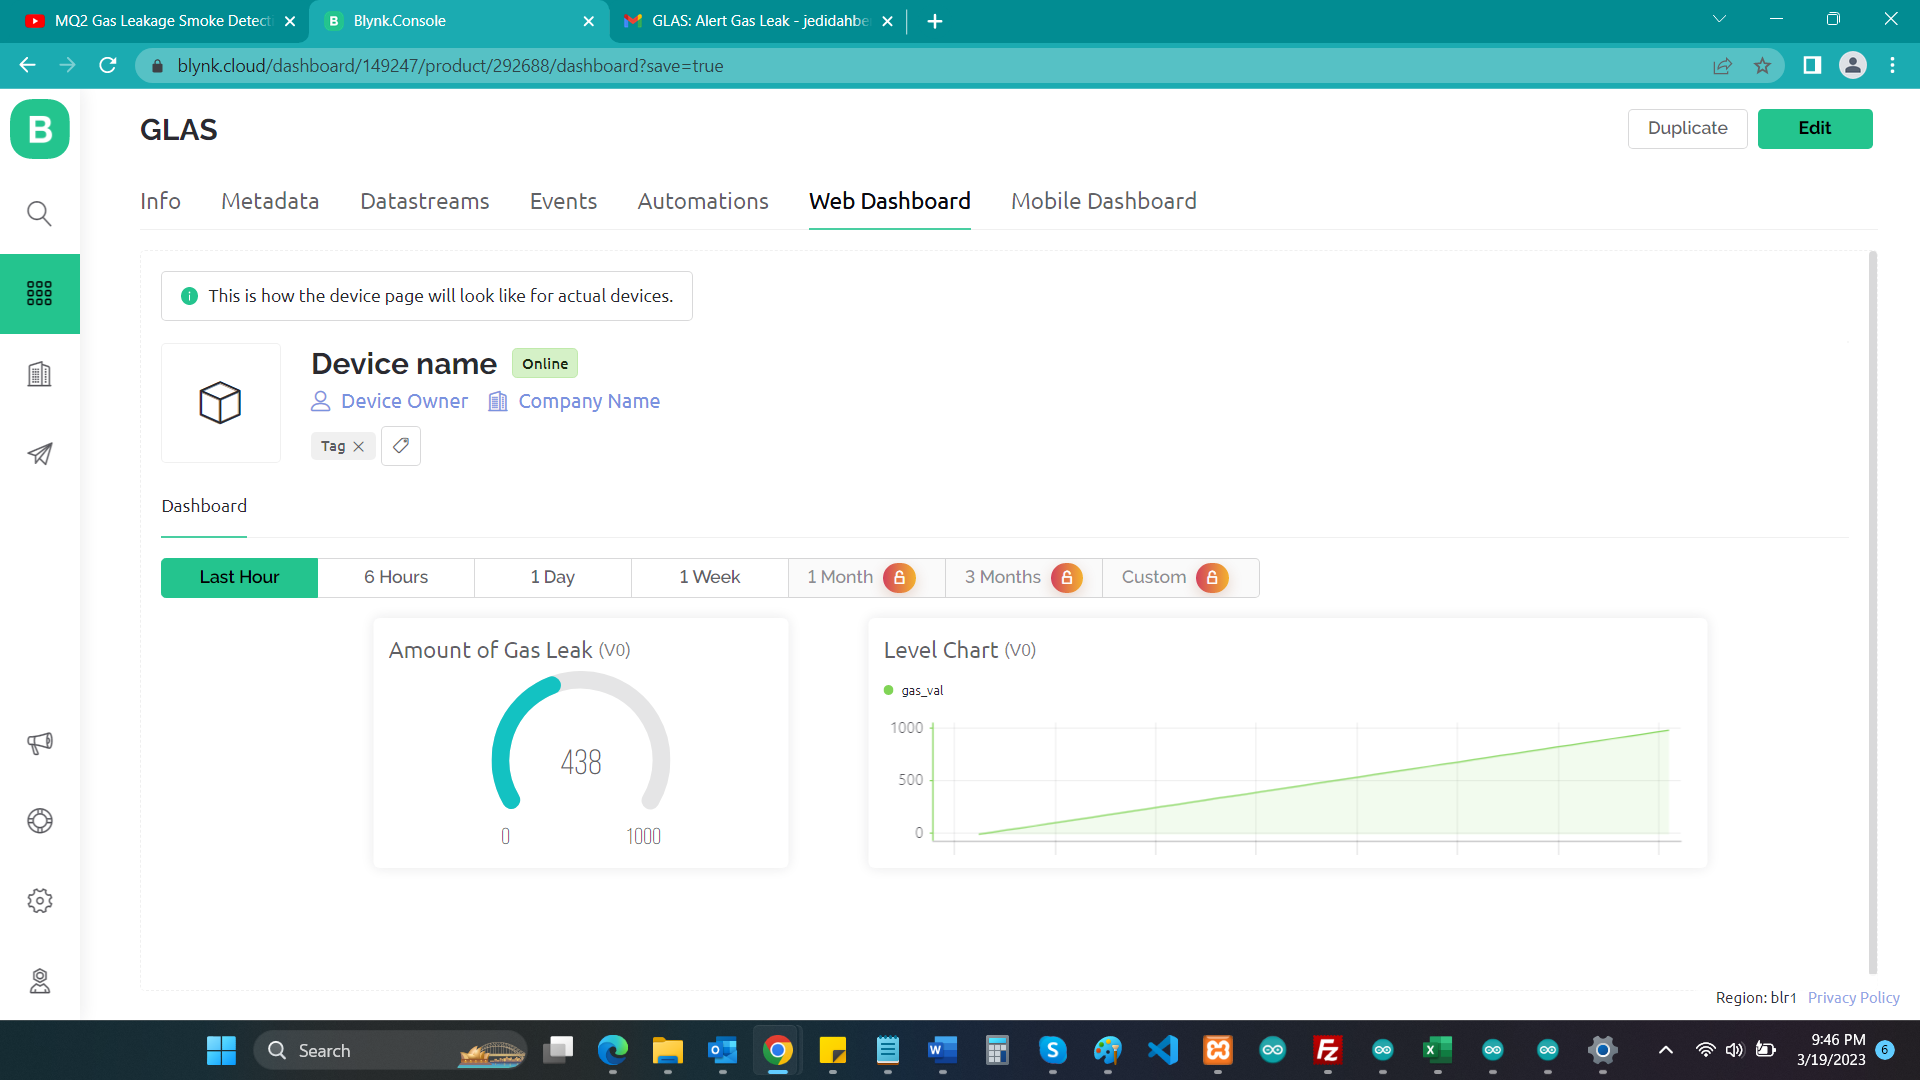 MQ2 Gas Leakage Smoke Detecti
Blynk.Console
GLAS: Alert Gas Leak - jedidahbe
blynk.cloud/dashboard/149247/product/292688/dashboard?save=true
B
GLAS
Duplicate
Edit
Info
Metadata
Datastreams
Events
Automations
Web Dashboard
Mobile Dashboard
This is how the device page will look like for actual devices.
Device name
Online
Device Owner
Company Name
Tag
Dashboard
Last Hour
6 Hours
1 Day
1 Week
1 Month
3 Months
Custom
Amount of Gas Leak (V0)
438
0
1000
Level Chart (V0)
gas_val
1000
500
0
Region: blr1
Privacy Policy
Search
9:46 PM
3/19/2023
6